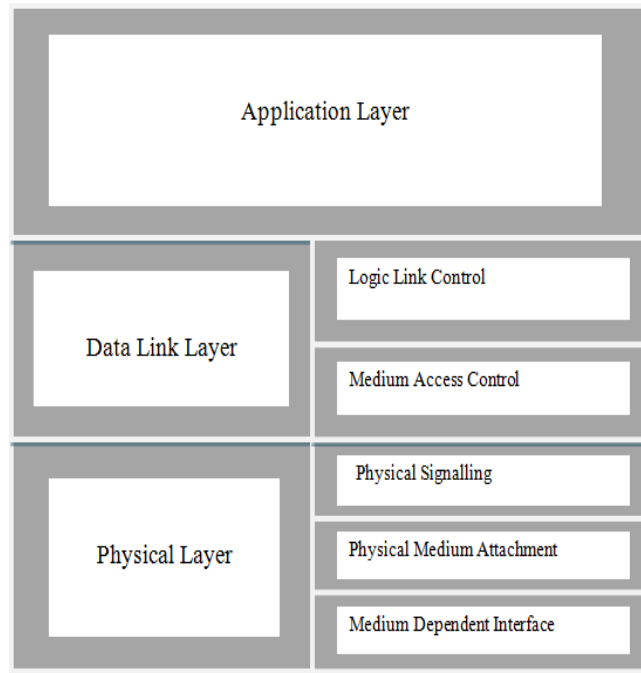 Application Layer
Data Link Layer
Logic Link Control
Medium Access Control
Physical Layer
Physical Signalling
Physical Medium Attachment
Medium Dependent Interface